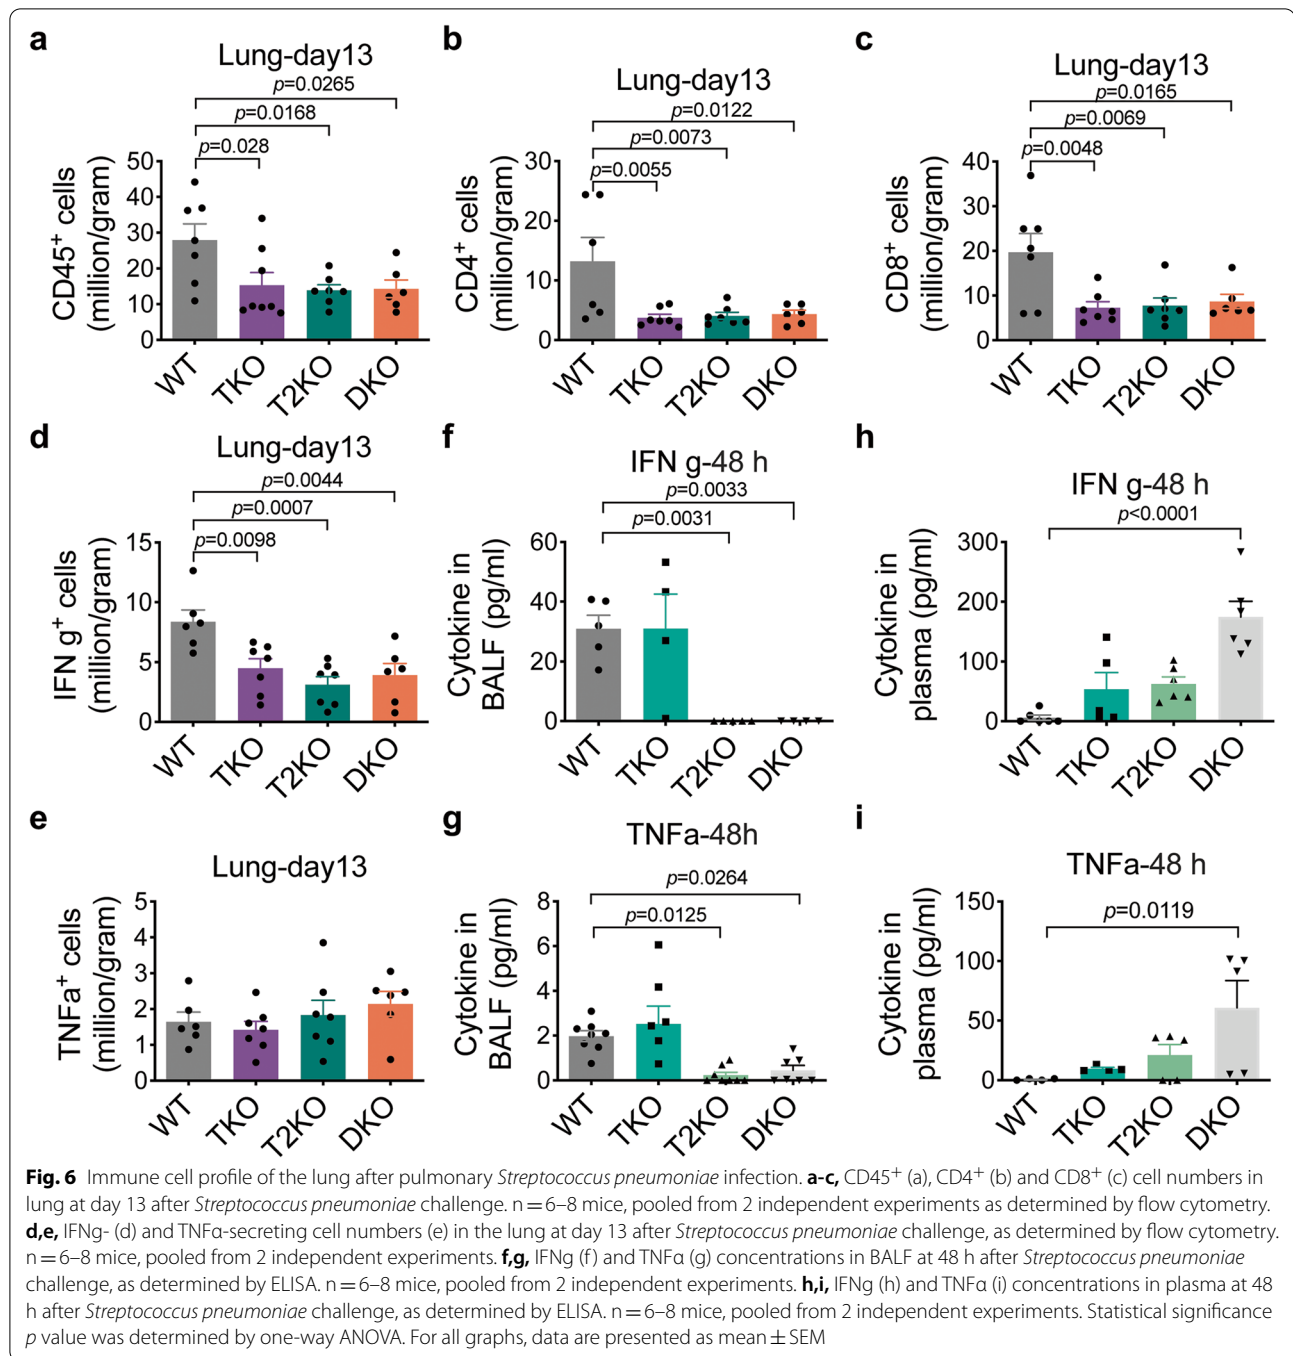 a
Lung-day13
p=0.0265
p=0.0168
p=0.028
CD45+ cells
(million/gram)
50
40
30
20
10
0
WT
TKO
T2KO
DKO
b
Lung-day13
p=0.0122
p=0.0073
p=0.0055
CD4+ cells
(million/gram)
30
20
10
0
WT
TKO
T2KO
DKO
c
Lung-day13
p=0.0165
p=0.0069
p=0.0048
CD8+ cells
(million/gram)
40
30
20
10
0
WT
TKO
T2KO
DKO
d
Lung-day13
p=0.0044
p=0.0007
p=0.0098
IFN g+ cells
(million/gram)
15
10
5
0
WT
TKO
T2KO
DKO
f
IFN g-48 h
p=0.0033
p=0.0031
Cytokine in
BALF (pg/ml)
60
40
20
0
WT
TKO
T2KO
DKO
h
IFN g-48 h
p<0.0001
Cytokine in
plasma (pg/ml)
300
200
100
0
WT
TKO
T2KO
DKO
e
Lung-day13
TNFa+ cells
(million/gram)
5
4
3
2
1
0
WT
TKO
T2KO
DKO
g
TNFa-48h
p=0.0264
p=0.0125
Cytokine in
BALF (pg/ml)
8
6
4
2
0
WT
TKO
T2KO
DKO
i
TNFa-48 h
p=0.0119
Cytokine in
plasma (pg/ml)
150
100
50
0
WT
TKO
T2KO
DKO
Fig. 6 Immune cell profile of the lung after pulmonary Streptococcus pneumoniae infection. a-c, CD45+ (a), CD4+ (b) and CD8+ (c) cell numbers in
lung at day 13 after Streptococcus pneumoniae challenge. n = 6–8 mice, pooled from 2 independent experiments as determined by flow cytometry.
d,e, IFNg- (d) and TNFα-secreting cell numbers (e) in the lung at day 13 after Streptococcus pneumoniae challenge, as determined by flow cytometry.
n = 6–8 mice, pooled from 2 independent experiments. f,g, IFNg (f) and TNFα (g) concentrations in BALF at 48 h after Streptococcus pneumoniae
challenge, as determined by ELISA. n = 6–8 mice, pooled from 2 independent experiments. h,i, IFNg (h) and TNFα (i) concentrations in plasma at 48
h after Streptococcus pneumoniae challenge, as determined by ELISA. n = 6–8 mice, pooled from 2 independent experiments. Statistical significance
p value was determined by one-way ANOVA. For all graphs, data are presented as mean ± SEM